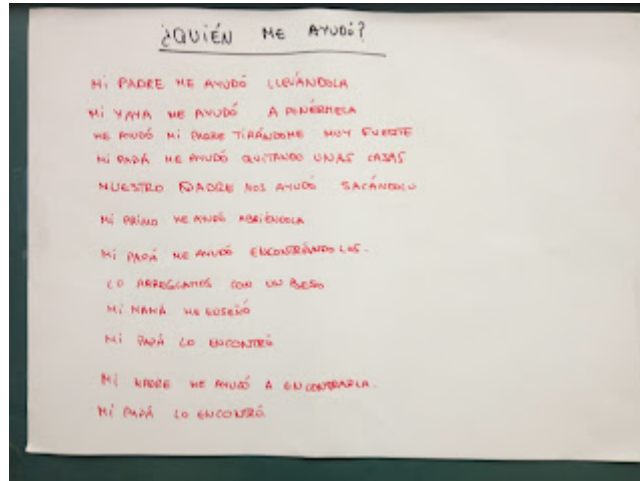 ¿QUIÉN ME AYUDÓ?
MI PADRE ME AYUDÓ LLEVÁNDOLA
MI YAYA ME AYUDÓ A PONÉRMELA
ME AYUDÓ MI PADRE TIRÁNDOME MUY FUERTE
MI PAPÁ ME AYUDÓ QUITANDO UNAS CAJAS
NUESTRO PADRE NOS AYUDÓ SACÁNDOLO
MI PRIMO ME AYUDÓ ABRIÉNDOLA
MI PAPÁ ME AYUDÓ ENCONTRÁNDOLOS.
LO ARREGLAMOS CON UN BESO
MI MAMÁ ME ENSEÑÓ
MI PAPÁ LO ENCONTRÓ
MI MADRE ME AYUDÓ A ENCONTRARLA.
MI PAPÁ LO ENCONTRÓ